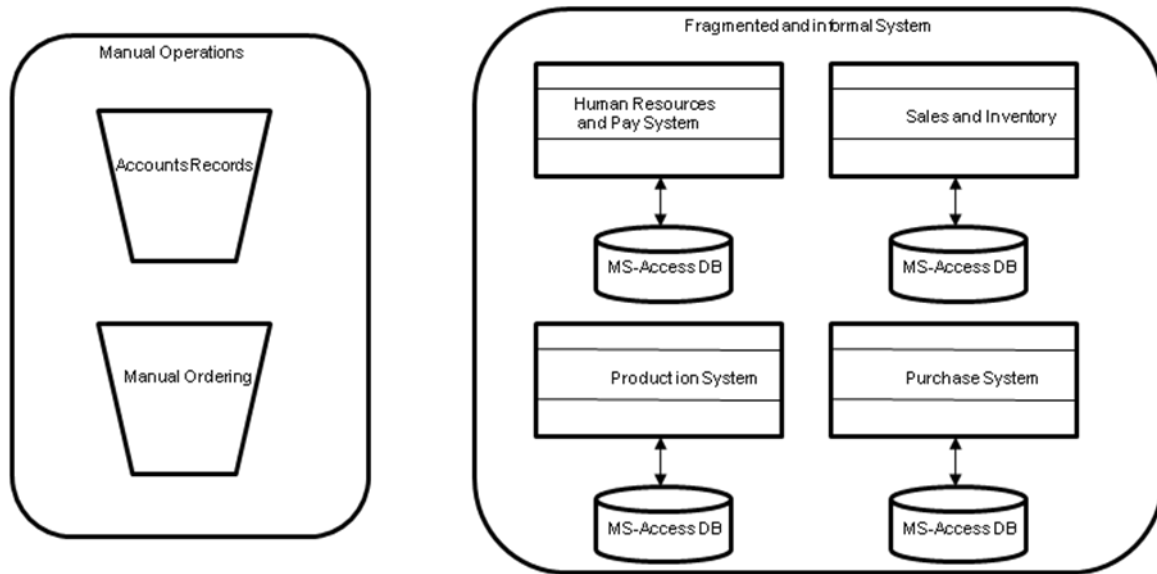 Manual Operations
Accounts Records
Manual Ordering
Fragmented and informal System
Human Resources
and Pay System
Sales and Inventory
MS-Access DB
MS-Access DB
Production System
Purchase System
MS-Access DB
MS-Access DB